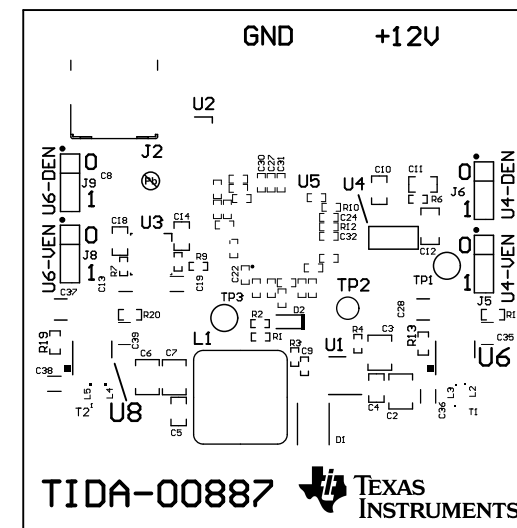 GND +12V
U2
J2
U6-DEN
0
J9
1
C8
Pb
C30
C27
C31
U5
U4
C10
C11
R6
J6
0
1
U4-DEN
R10
C24
R12
C32
U6-VEN
0
J8
1
C18
U3
C14
R7
R9
C13
C19
C22
C12
TP1
0
J5
1
U4-VEN
C37
TP3
TP2
C28
R20
R2
D2
R1
R19
C39
L1
R3
C9
U1
R4
C3
R13
C35
U6
C38
C6
C7
L5
L4
T2
U8
C5
D1
C4
C2
C36
L3
L2
T1
TIDA-00887
TEXAS
INSTRUMENTS